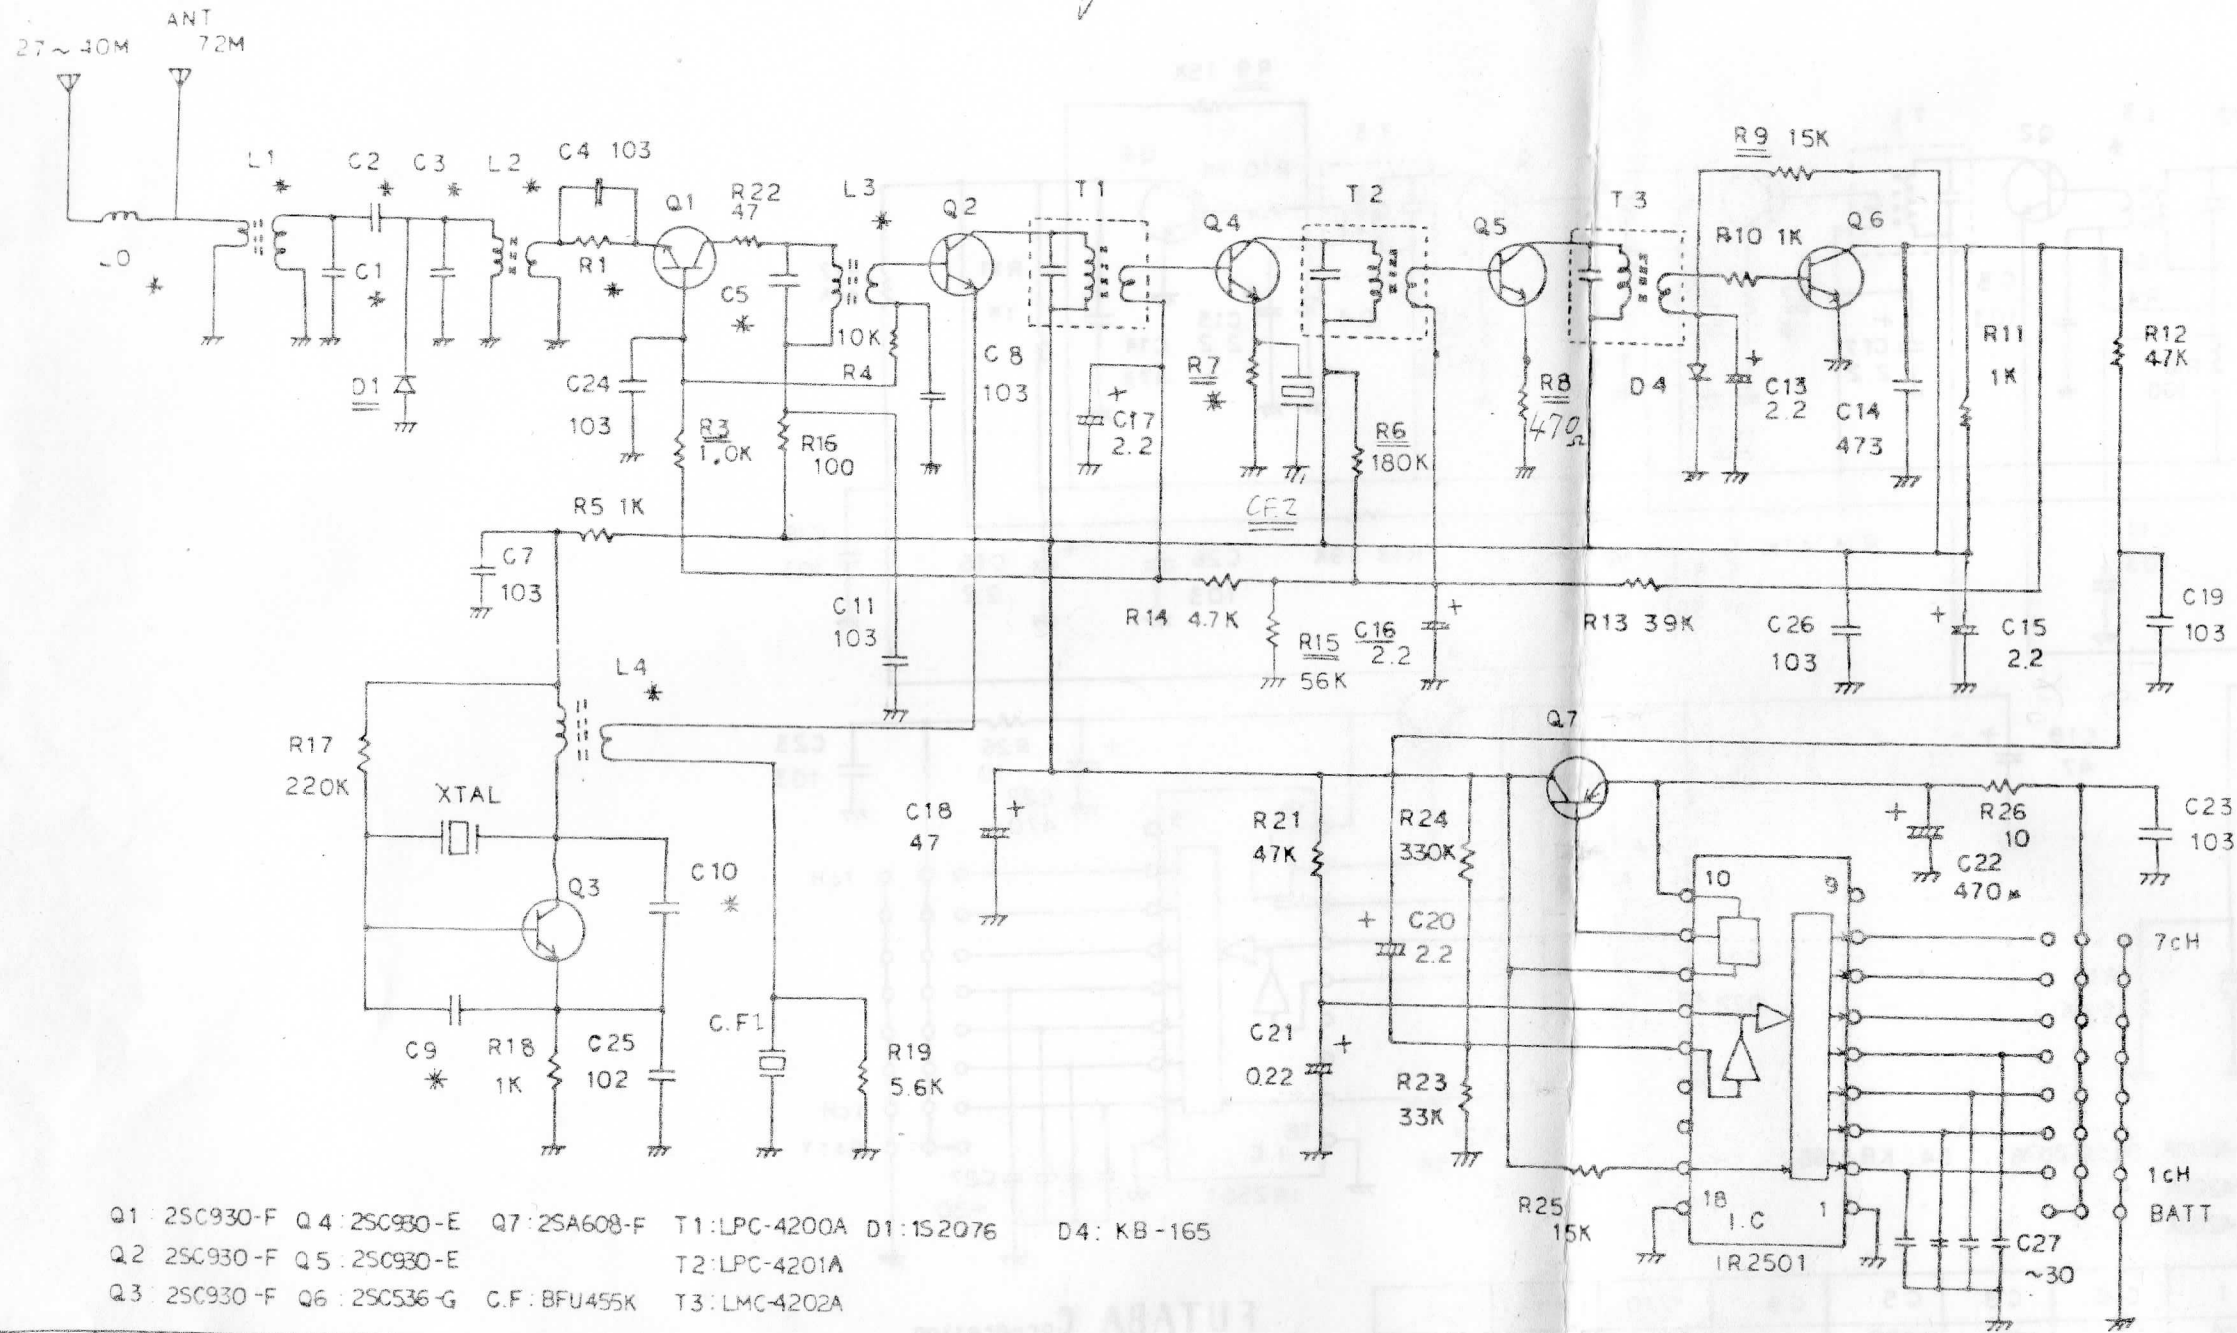 ANT
27~40M 72M
L0 *
L1 *
C2 *
C3 *
L2 *
C4 103
C1 *
D1
R1 *
Q1
R22
47
L3 *
C5 *
Q2
T1
Q4
T2
Q5
T3
R9 15K
R10 1K
Q6
C24
103
R3
1.0K
R16
100
10K
R4
C8
103
C17
2.2
R7
*
CF.2
R6
180K
R8
470Ω
D4
C13
2.2
C14
473
R11
1K
R12
47K
R5 1K
C7
103
C11
103
R14 4.7K
R15
56K
C16
2.2
R13 39K
C26
103
C15
2.2
C19
103
L4 *
R17
220K
XTAL
Q3
C10
*
C9
*
R18
1K
C25
102
C.F1
R19
5.6K
C18
47
R21
47K
R24
330K
C20
2.2
C21
0.22
R23
33K
Q7
R26
10
C22
470μ
C23
103
10 9
18 1
I.C
IR2501
R25
15K
7cH
1cH
BATT
C27
~30
Q1: 2SC930-F Q4: 2SC930-E Q7: 2SA608-F T1: LPC-4200A D1: 1S2076 D4: KB-165
Q2 2SC930-F Q5: 2SC930-E T2: LPC-4201A
Q3 2SC930-F Q6: 2SC536-G C.F: BFU455K T3: LMC-4202A